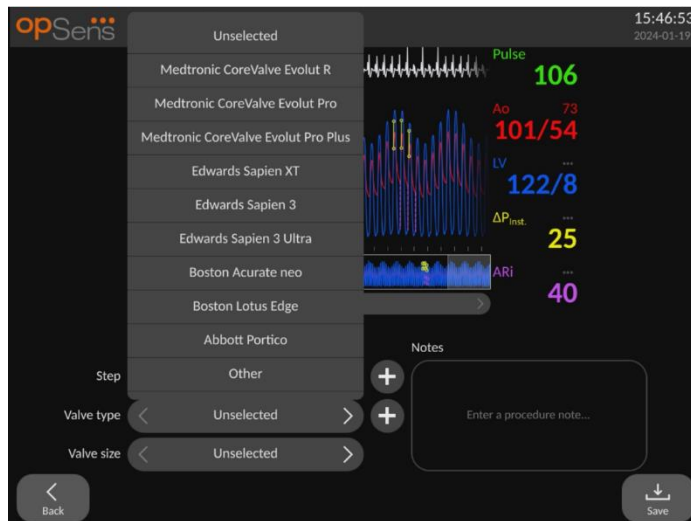 opSens
15:46:53
2024-01-19
Unselected
Medtronic CoreValve Evolut R
Medtronic CoreValve Evolut Pro
Medtronic CoreValve Evolut Pro Plus
Edwards Sapien XT
Edwards Sapien 3
Edwards Sapien 3 Ultra
Boston Acurate neo
Boston Lotus Edge
Abbott Portico
Other
Pulse
106
Ao 73
101/54
LV ---
122/8
ΔPInst. ---
25
ARi ---
40
Step
Valve type Unselected
Valve size Unselected
Notes
Enter a procedure note...
Back
Save